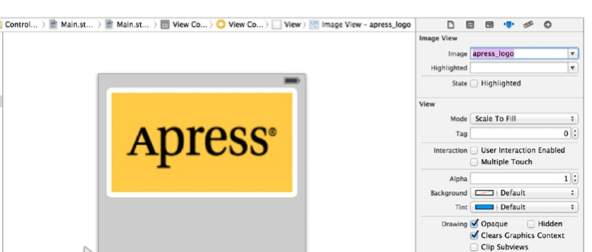 Control... Main.st... Main.st... View Co... View Co... View Image View – apress_logo
Image View
Image apress_logo
Highlighted
State Highlighted
View
Mode Scale To Fill
Tag 0
Interaction User Interaction Enabled
Multiple Touch
Alpha 1
Background Default
Tint Default
Drawing Opaque Hidden
Clears Graphics Context
Clip Subviews
Apress®